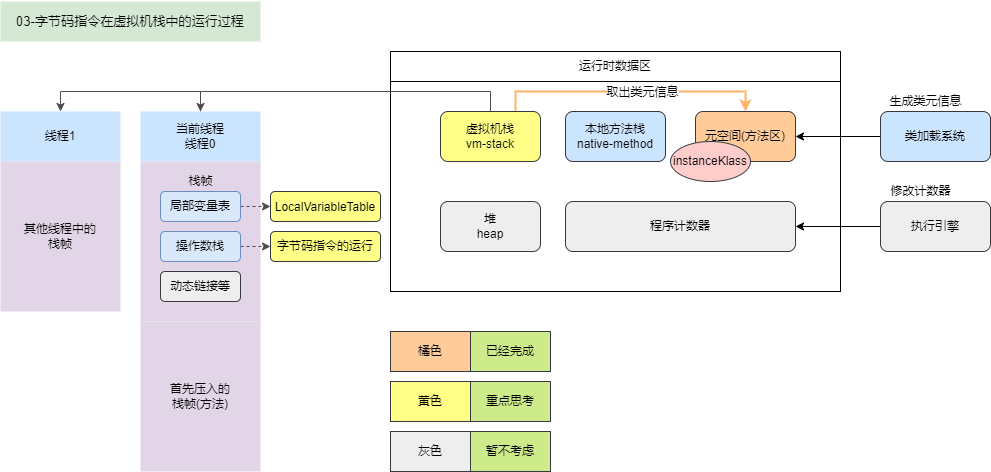 03-字节码指令在虚拟机栈中的运行过程
运行时数据区
取出类元信息
生成类元信息
线程1
当前线程
线程0
虚拟机栈
vm-stack
本地方法栈
native-method
元空间(方法区)
instanceKlass
类加载系统
栈帧
局部变量表
LocalVariableTable
修改计数器
其他线程中的
栈帧
操作数栈
字节码指令的运行
堆
heap
程序计数器
执行引擎
动态链接等
首先压入的
栈帧(方法)
橘色
已经完成
黄色
重点思考
灰色
暂不考虑